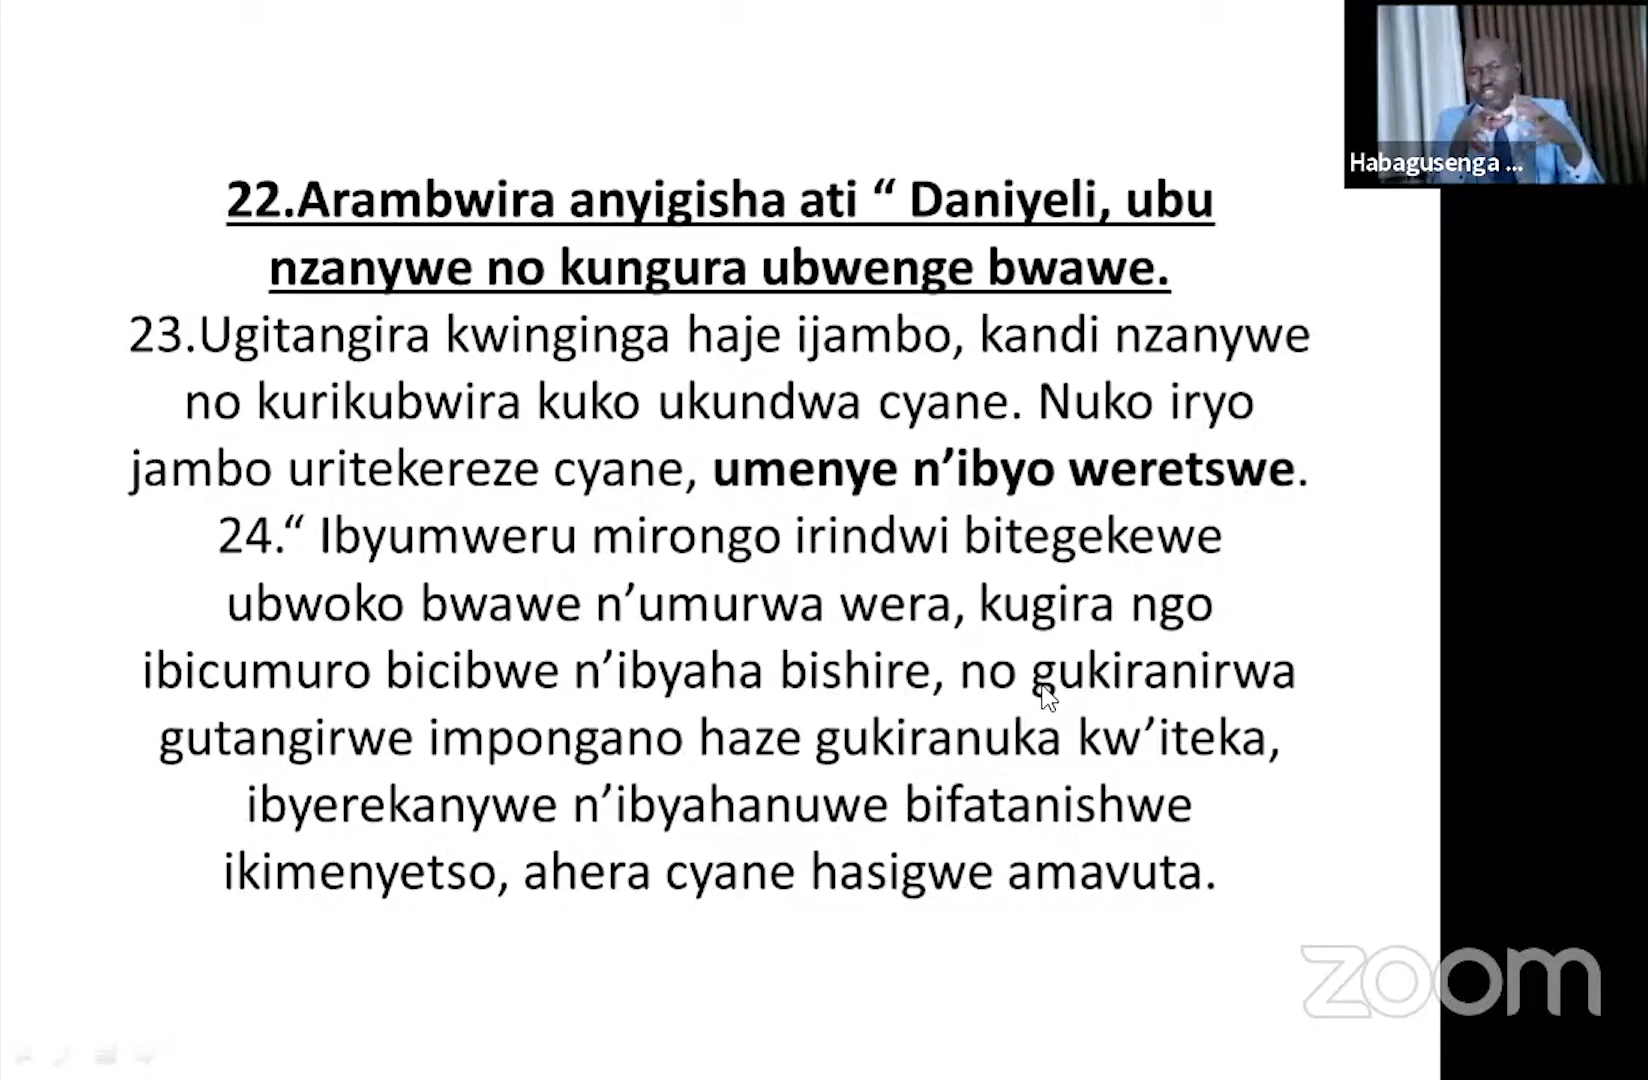 Habagusenga ...
22.Arambwira anyigisha ati “ Daniyeli, ubu
nzanywe no kungura ubwenge bwawe.
23.Ugitangira kwinginga haje ijambo, kandi nzanywe
no kurikubwira kuko ukundwa cyane. Nuko iryo
jambo uritekereze cyane, umenye n’ibyo weretswe.
24.“ Ibyumweru mirongo irindwi bitegekewe
ubwoko bwawe n’umurwa wera, kugira ngo
ibicumuro bicibwe n’ibyaha bishire, no gukiranirwa
gutangirwe impongano haze gukiranuka kw’iteka,
ibyerekanywe n’ibyahanuwe bifatanishwe
ikimenyetso, ahera cyane hasigwe amavuta.
zoom